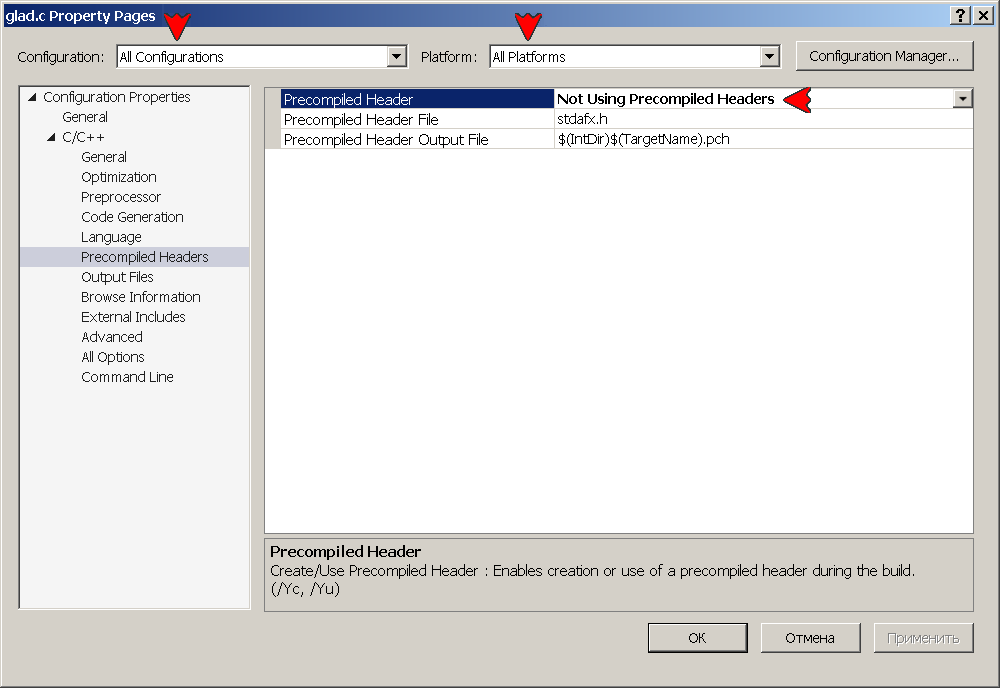 glad.c Property Pages
Configuration: All Configurations Platform: All Platforms Configuration Manager...
Configuration Properties
General
C/C++
General
Optimization
Preprocessor
Code Generation
Language
Precompiled Headers
Output Files
Browse Information
External Includes
Advanced
All Options
Command Line
Precompiled Header Not Using Precompiled Headers
Precompiled Header File stdafx.h
Precompiled Header Output File $(IntDir)$(TargetName).pch
Precompiled Header
Create/Use Precompiled Header : Enables creation or use of a precompiled header during the build.
(/Yc, /Yu)
ОК Отмена Применить